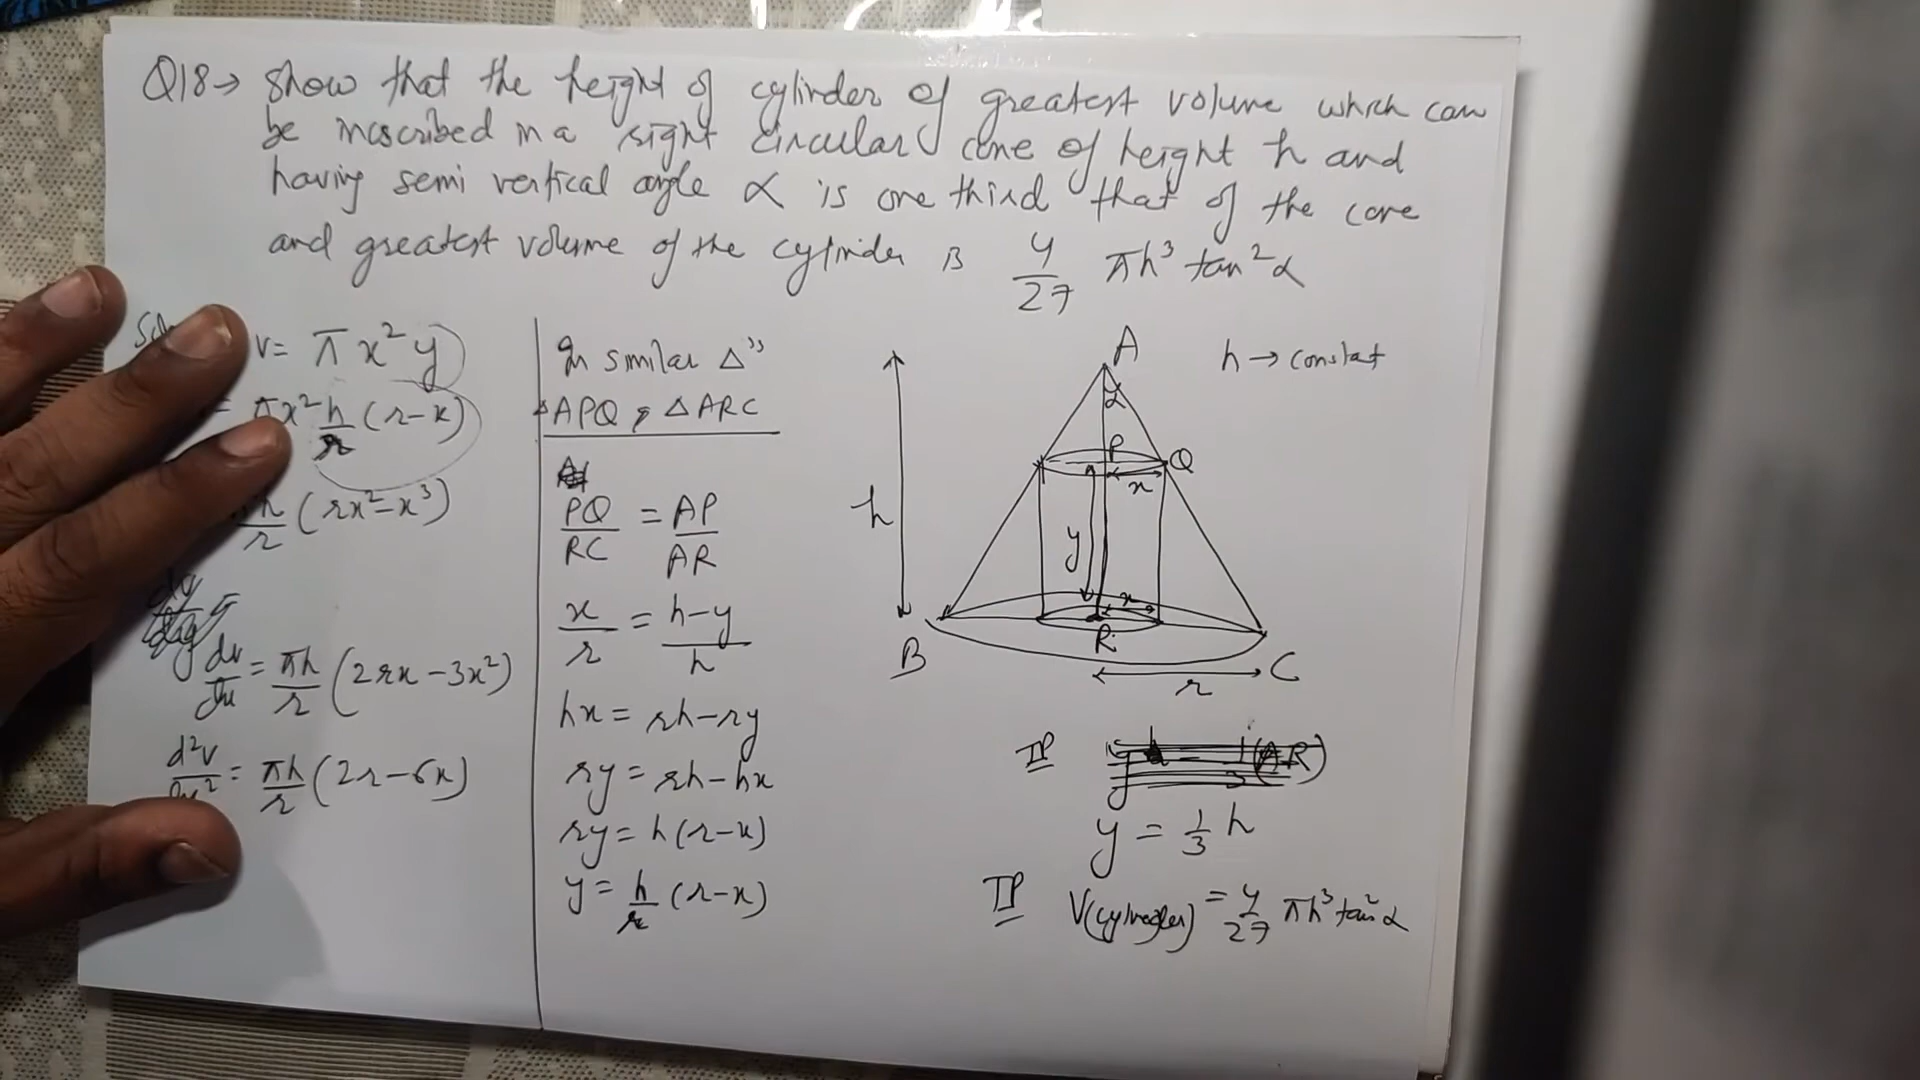 Q18→ Show that the height of cylinder of greatest volume which can
be inscribed in a right circular cone of height h and
having semi vertical angle α is one third that of the cone
and greatest volume of the cylinder is 4/27 πh³ tan²α
V = πx²y
πx² h/r (r-x)
h/r (rx²-x³)
dv/dx = πh/r (2rx - 3x²)
d²v/dx² = πh/r (2r - 6x)
In similar Δ's
ΔAPQ , ΔARC
PQ/RC = AP/AR
x/r = h-y/h
hx = rh - ry
ry = rh - hx
ry = h(r-x)
y = h/r (r-x)
A
h → constat
α
P
Q
x
h
y
x
R
B
C
r
TP
y = 1/3 h
TP V(cylinder) = 4/27 πh³ tan²α